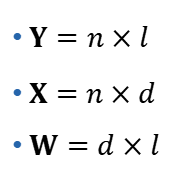 • Y = n × l
• X = n × d
• W = d × l